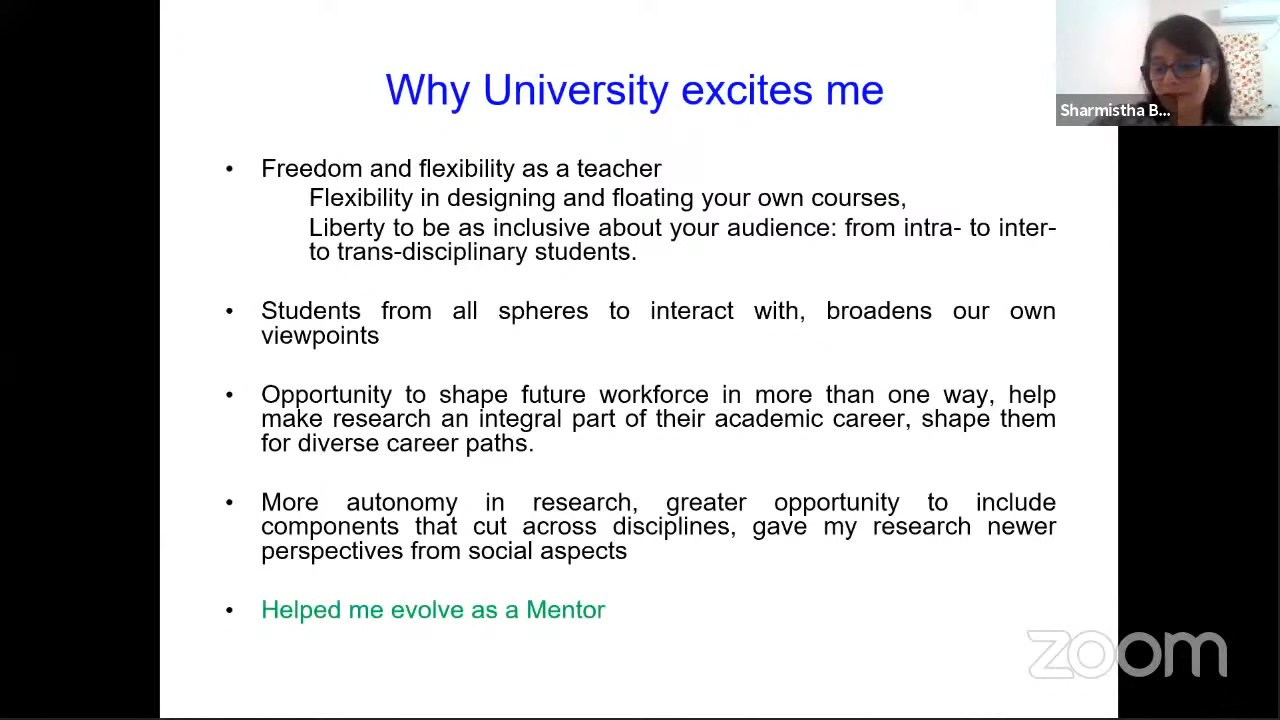 Why University excites me
Sharmistha B...
• Freedom and flexibility as a teacher
Flexibility in designing and floating your own courses,
Liberty to be as inclusive about your audience: from intra- to inter-
to trans-disciplinary students.
• Students from all spheres to interact with, broadens our own
viewpoints
• Opportunity to shape future workforce in more than one way, help
make research an integral part of their academic career, shape them
for diverse career paths.
• More autonomy in research, greater opportunity to include
components that cut across disciplines, gave my research newer
perspectives from social aspects
• Helped me evolve as a Mentor
zoom